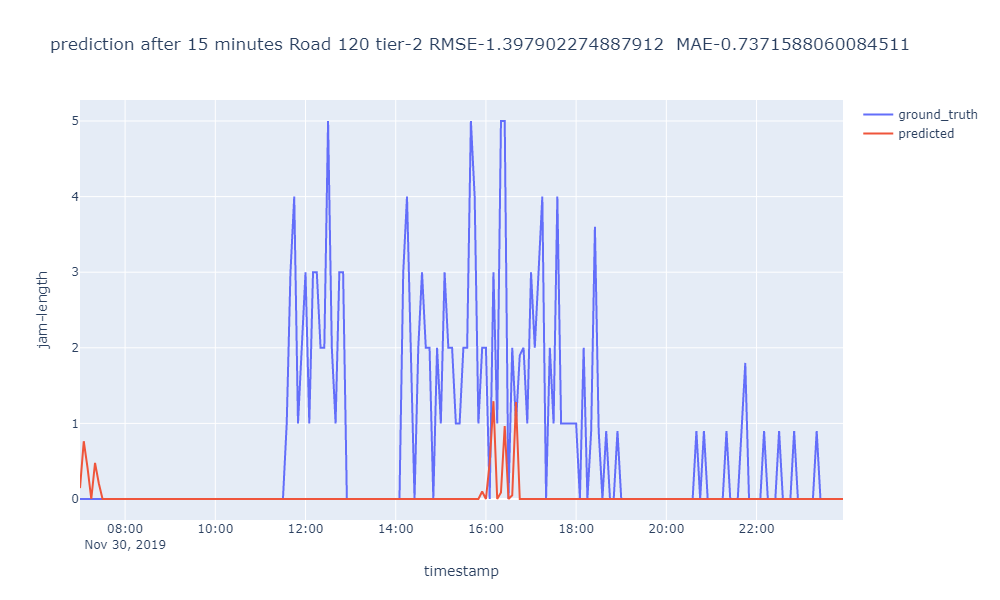 prediction after 15 minutes Road 120 tier-2 RMSE-1.397902274887912  MAE-0.7371588060084511
ground_truth
predicted
5
4
3
2
1
0
jam-length
08:00 10:00 12:00 14:00 16:00 18:00 20:00 22:00
Nov 30, 2019
timestamp